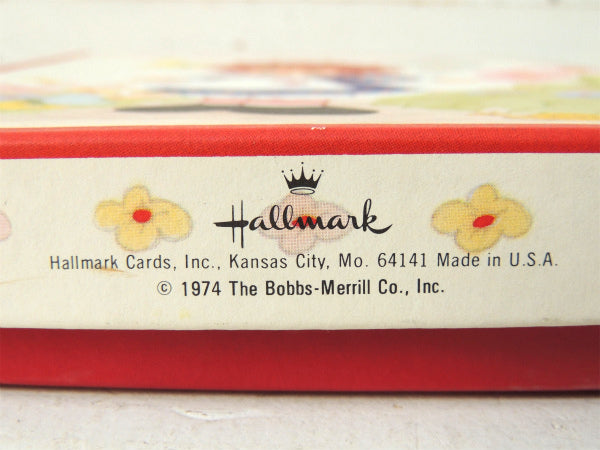 Hallmark
Hallmark Cards, Inc., Kansas City, Mo. 64141 Made in U.S.A.
© 1974 The Bobbs-Merrill Co., Inc.